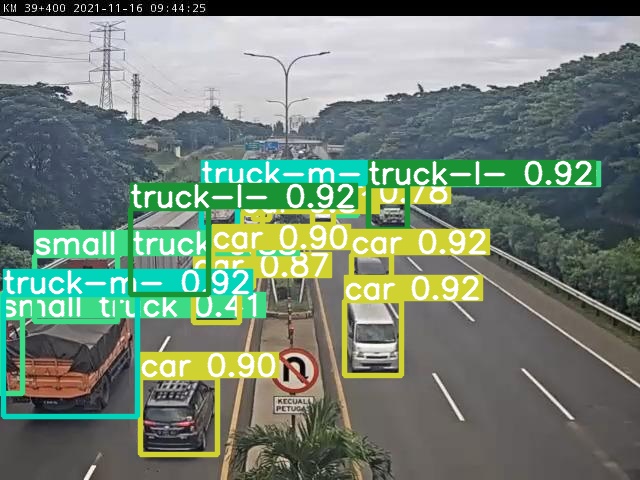 KM 39+400 2021-11-16 09:44:25
truck-m-
truck-l- 0.92
0.78
truck-l- 0.92
car 0.90
car 0.92
small truck
car 0.87
truck-m- 0.92
car 0.92
small truck 0.41
car 0.90
KECUALI
PETUGAS